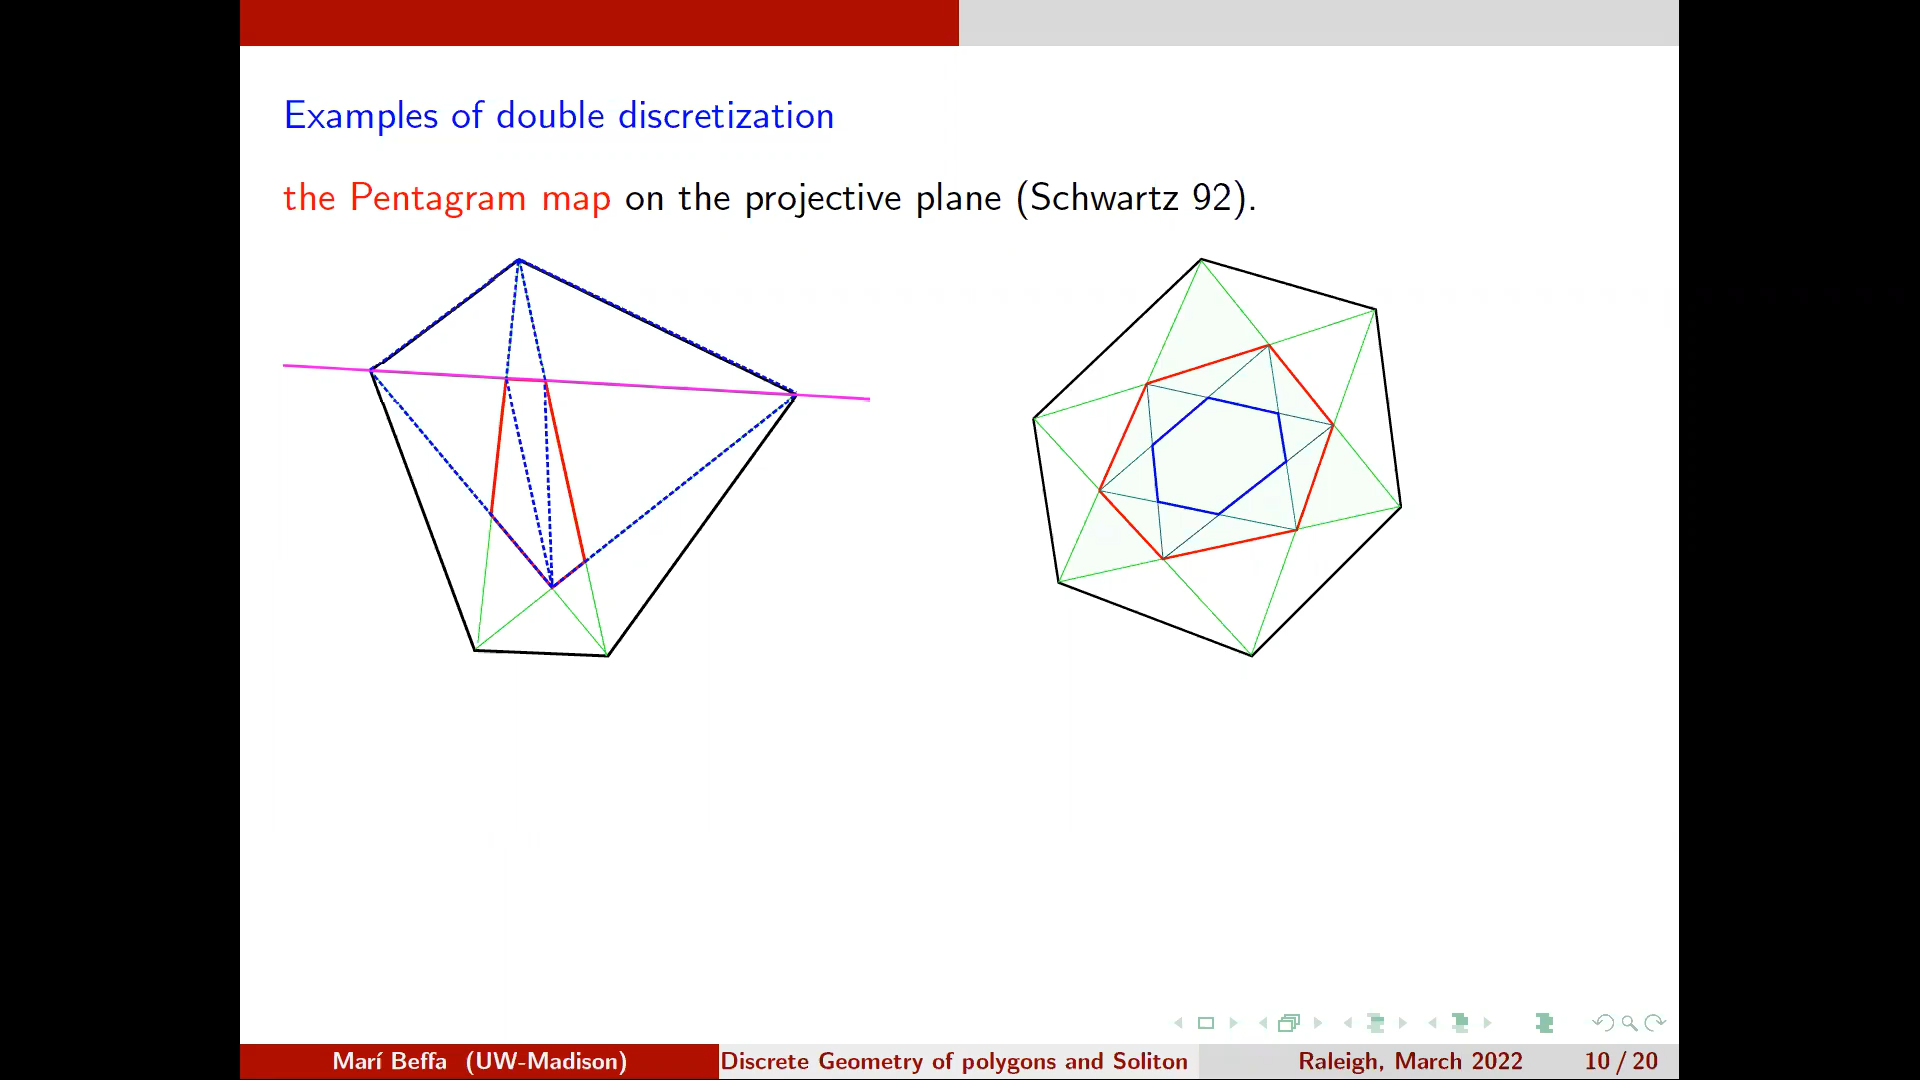 Examples of double discretization
the Pentagram map on the projective plane (Schwartz 92).
Marí Beffa (UW-Madison)
Discrete Geometry of polygons and Soliton
Raleigh, March 2022
10 / 20